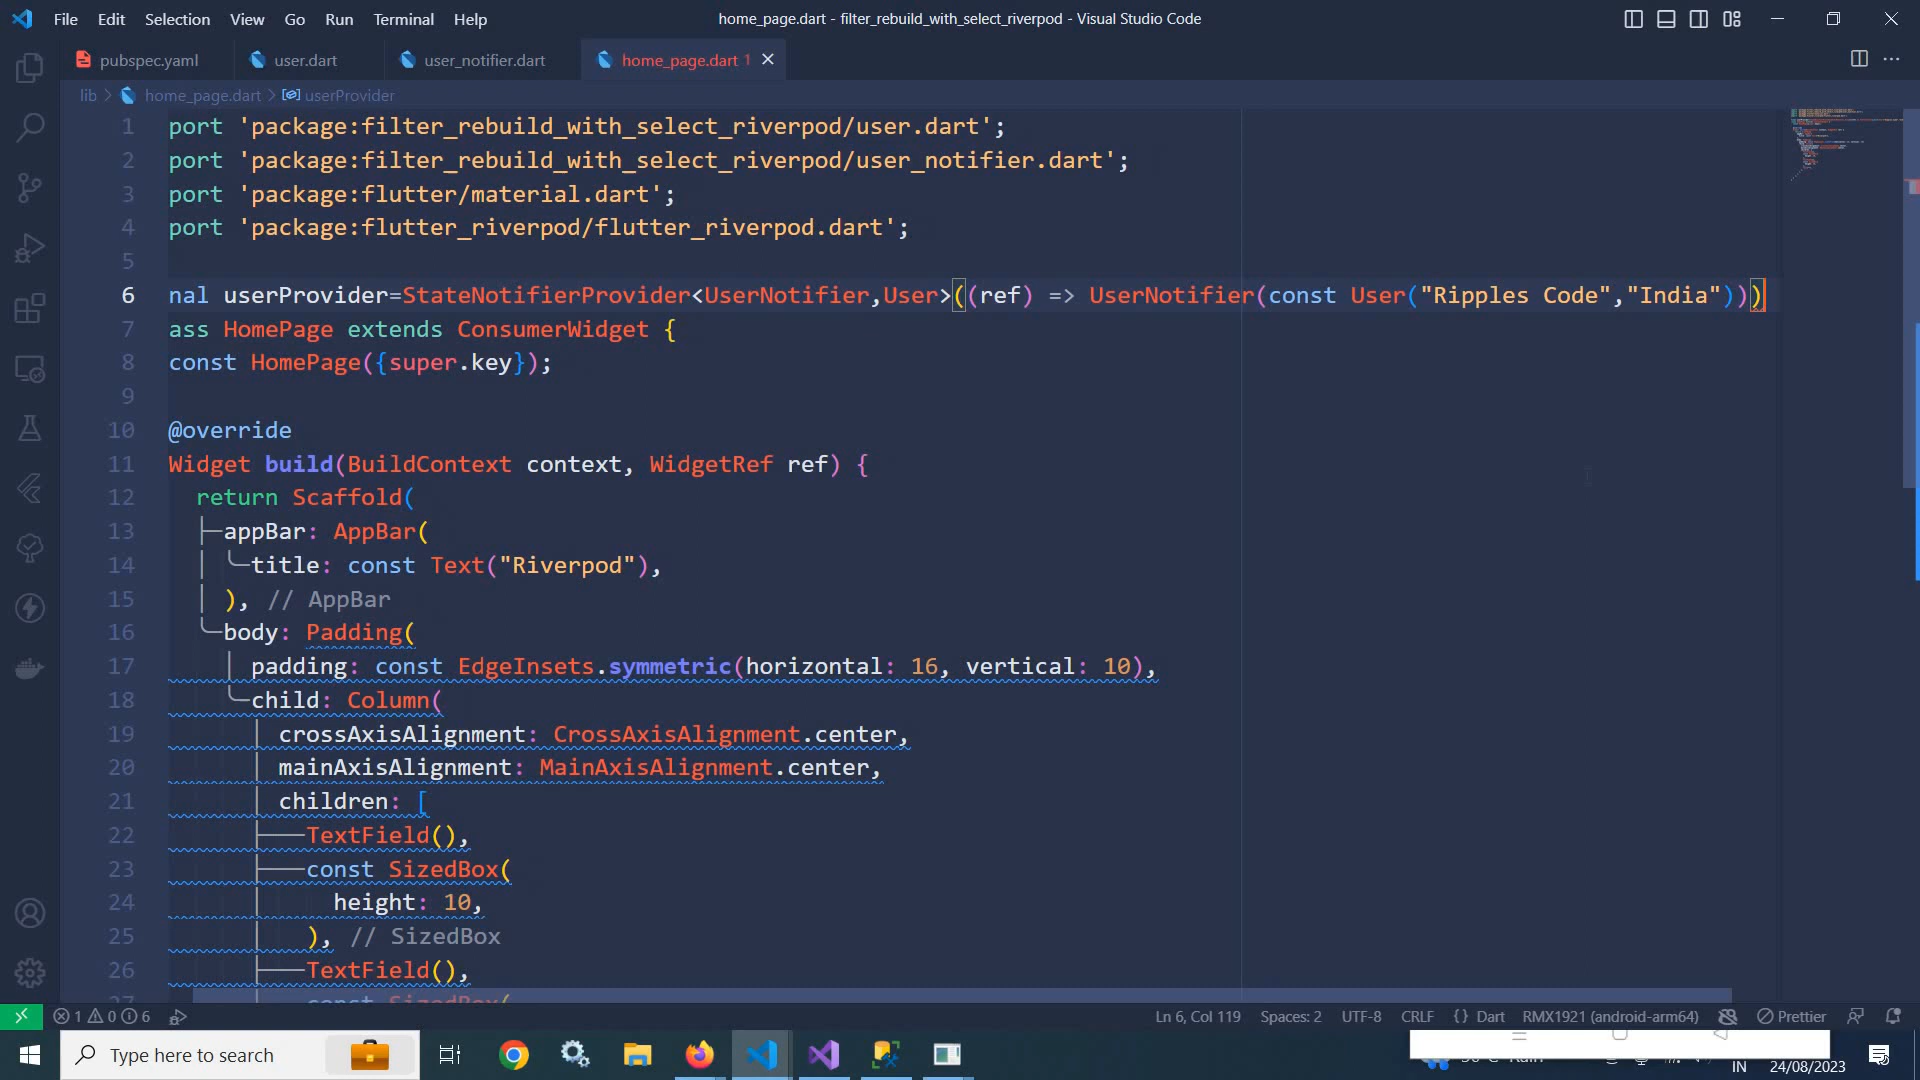 File Edit Selection View Go Run Terminal Help
home_page.dart - filter_rebuild_with_select_riverpod - Visual Studio Code
pubspec.yaml
user.dart
user_notifier.dart
home_page.dart 1
lib > home_page.dart > userProvider
1 port 'package:filter_rebuild_with_select_riverpod/user.dart';
2 port 'package:filter_rebuild_with_select_riverpod/user_notifier.dart';
3 port 'package:flutter/material.dart';
4 port 'package:flutter_riverpod/flutter_riverpod.dart';
5
6 nal userProvider=StateNotifierProvider<UserNotifier,User>((ref) => UserNotifier(const User("Ripples Code","India")))
7 ass HomePage extends ConsumerWidget {
8 const HomePage({super.key});
9
10 @override
11 Widget build(BuildContext context, WidgetRef ref) {
12 return Scaffold(
13 appBar: AppBar(
14 title: const Text("Riverpod"),
15 ), // AppBar
16 body: Padding(
17 padding: const EdgeInsets.symmetric(horizontal: 16, vertical: 10),
18 child: Column(
19 crossAxisAlignment: CrossAxisAlignment.center,
20 mainAxisAlignment: MainAxisAlignment.center,
21 children: [
22 TextField(),
23 const SizedBox(
24 height: 10,
25 ), // SizedBox
26 TextField(),
27 const SizedBox(
1 0 6
Ln 6, Col 119 Spaces: 2 UTF-8 CRLF {} Dart RMX1921 (android-arm64) Prettier
Type here to search
IN
24/08/2023